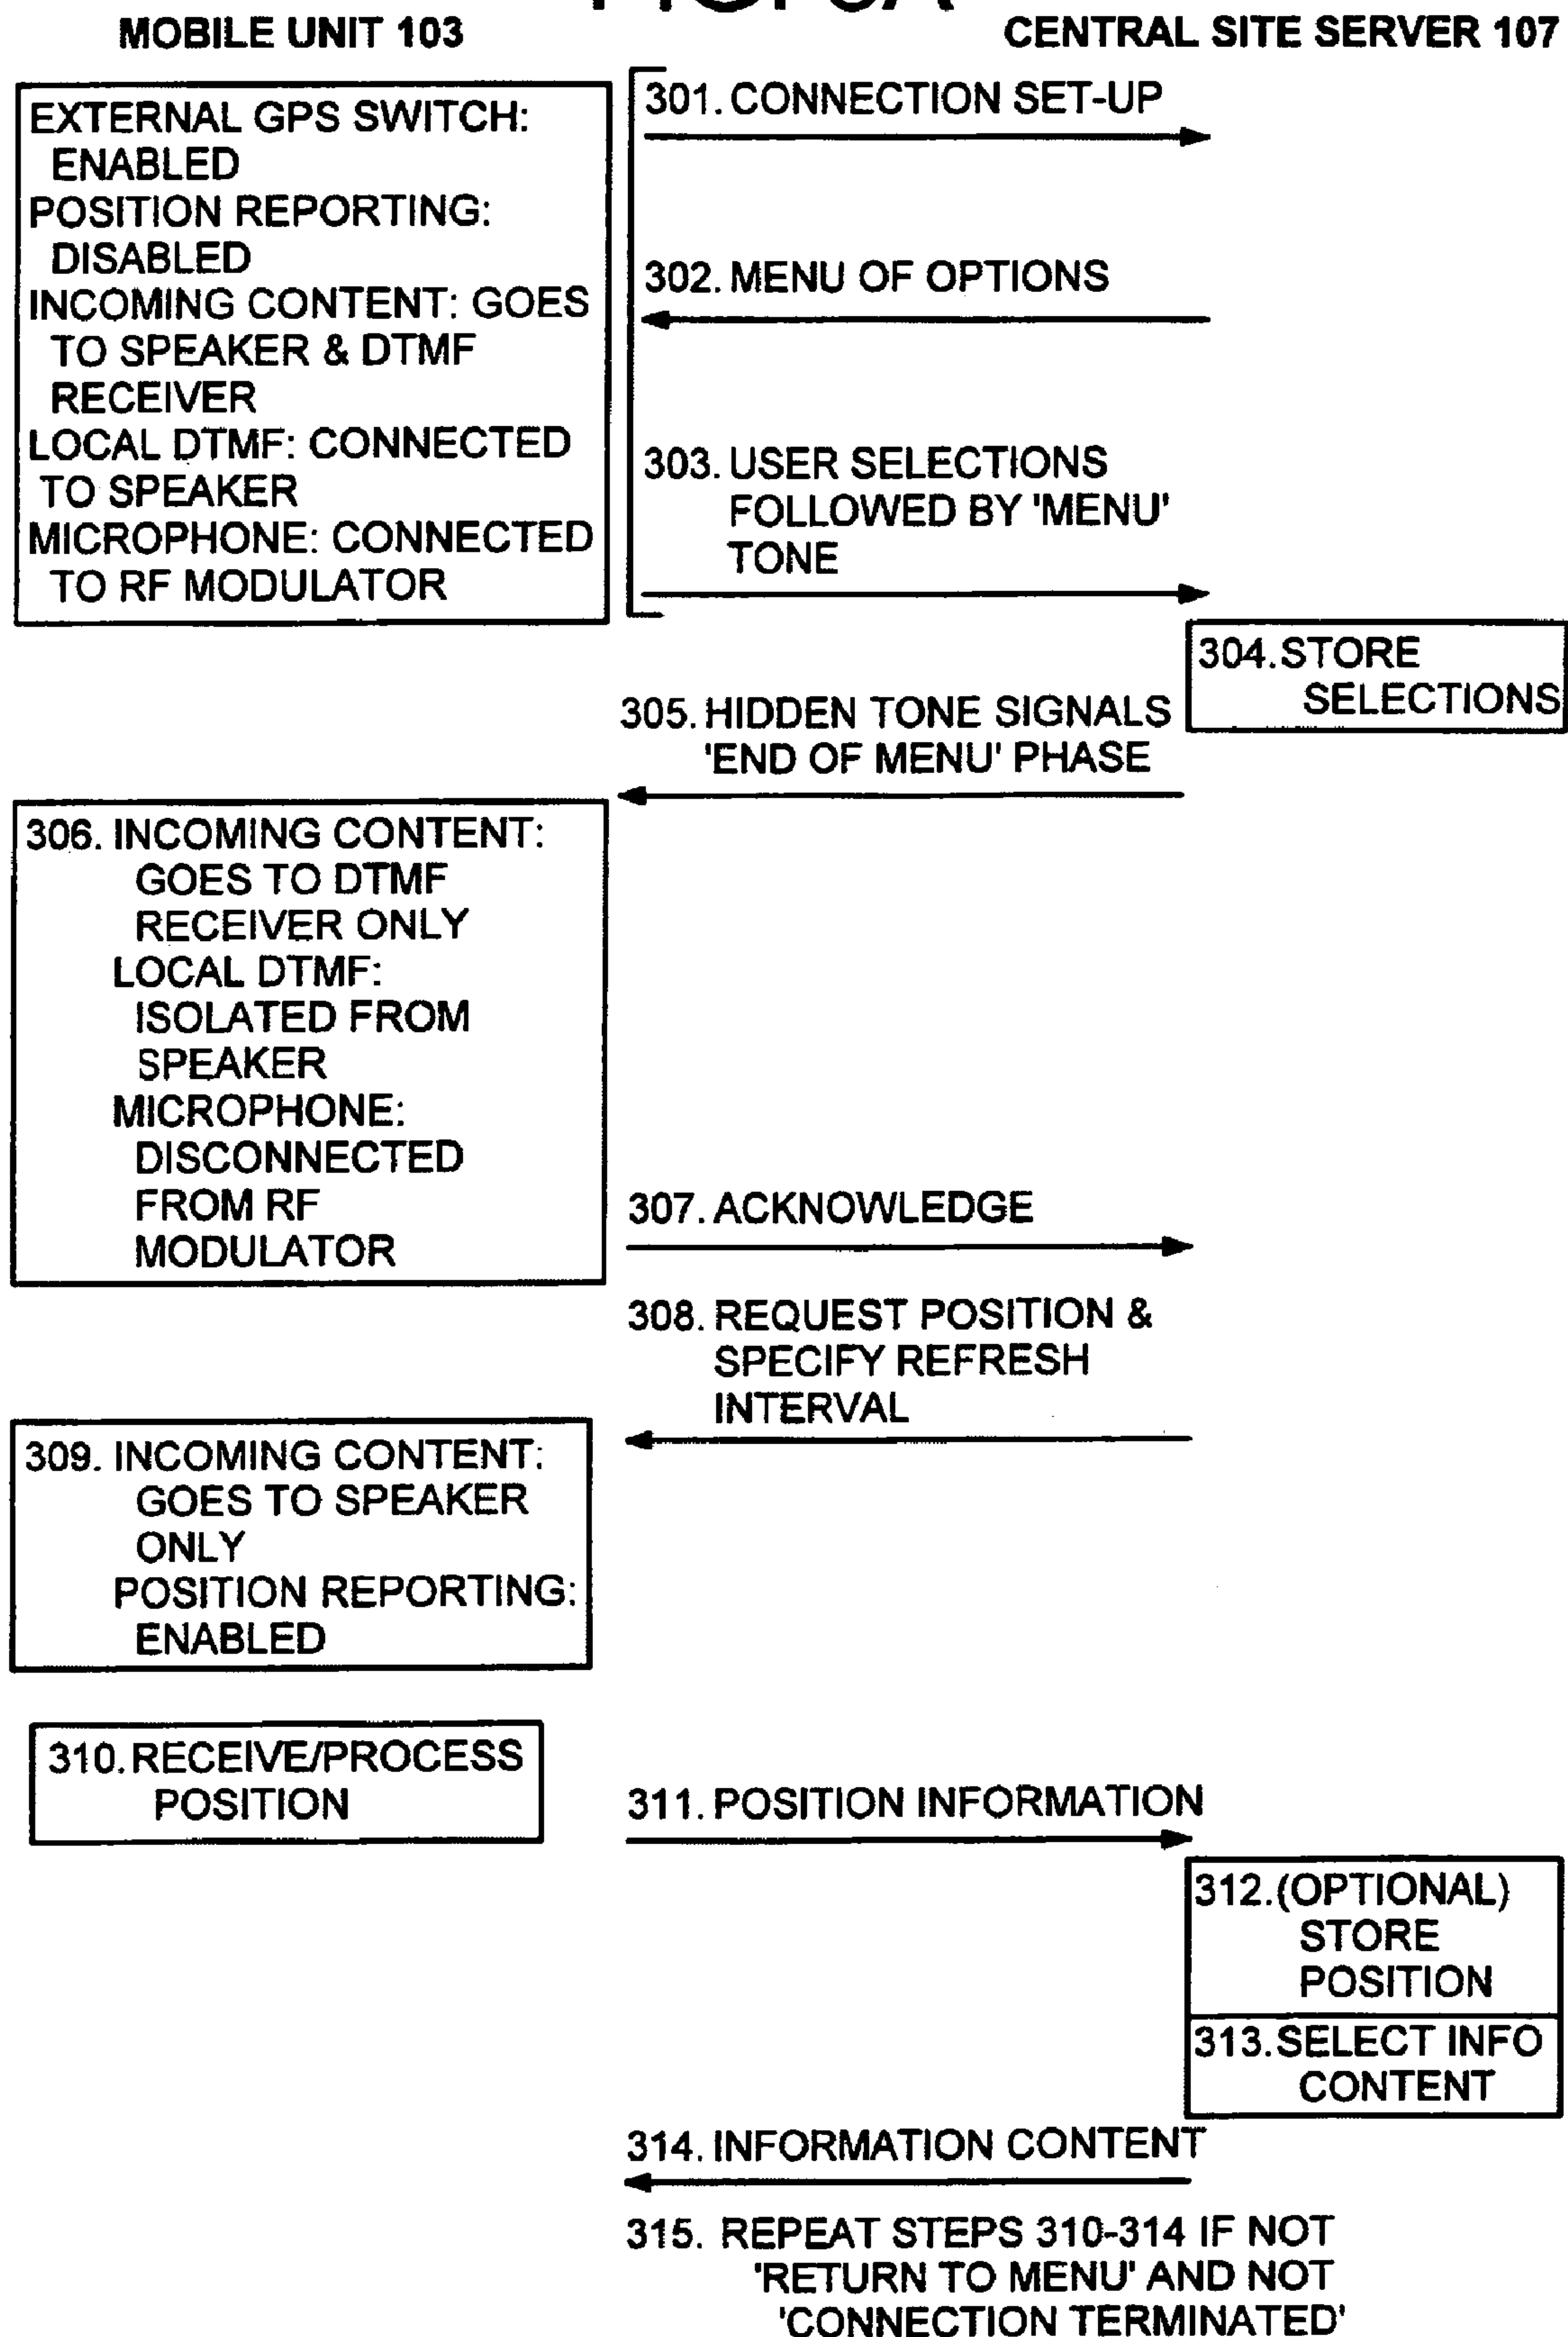 MOBILE UNIT 103
CENTRAL SITE SERVER 107
EXTERNAL GPS SWITCH:
ENABLED
POSITION REPORTING:
DISABLED
INCOMING CONTENT: GOES
TO SPEAKER & DTMF
RECEIVER
LOCAL DTMF: CONNECTED
TO SPEAKER
MICROPHONE: CONNECTED
TO RF MODULATOR
301. CONNECTION SET-UP
302. MENU OF OPTIONS
303. USER SELECTIONS
FOLLOWED BY 'MENU'
TONE
304. STORE
SELECTIONS
305. HIDDEN TONE SIGNALS
'END OF MENU' PHASE
306. INCOMING CONTENT:
GOES TO DTMF
RECEIVER ONLY
LOCAL DTMF:
ISOLATED FROM
SPEAKER
MICROPHONE:
DISCONNECTED
FROM RF
MODULATOR
307. ACKNOWLEDGE
308. REQUEST POSITION &
SPECIFY REFRESH
INTERVAL
309. INCOMING CONTENT:
GOES TO SPEAKER
ONLY
POSITION REPORTING:
ENABLED
310. RECEIVE/PROCESS
POSITION
311. POSITION INFORMATION
312. (OPTIONAL)
STORE
POSITION
313. SELECT INFO
CONTENT
314. INFORMATION CONTENT
315. REPEAT STEPS 310-314 IF NOT
'RETURN TO MENU' AND NOT
'CONNECTION TERMINATED'